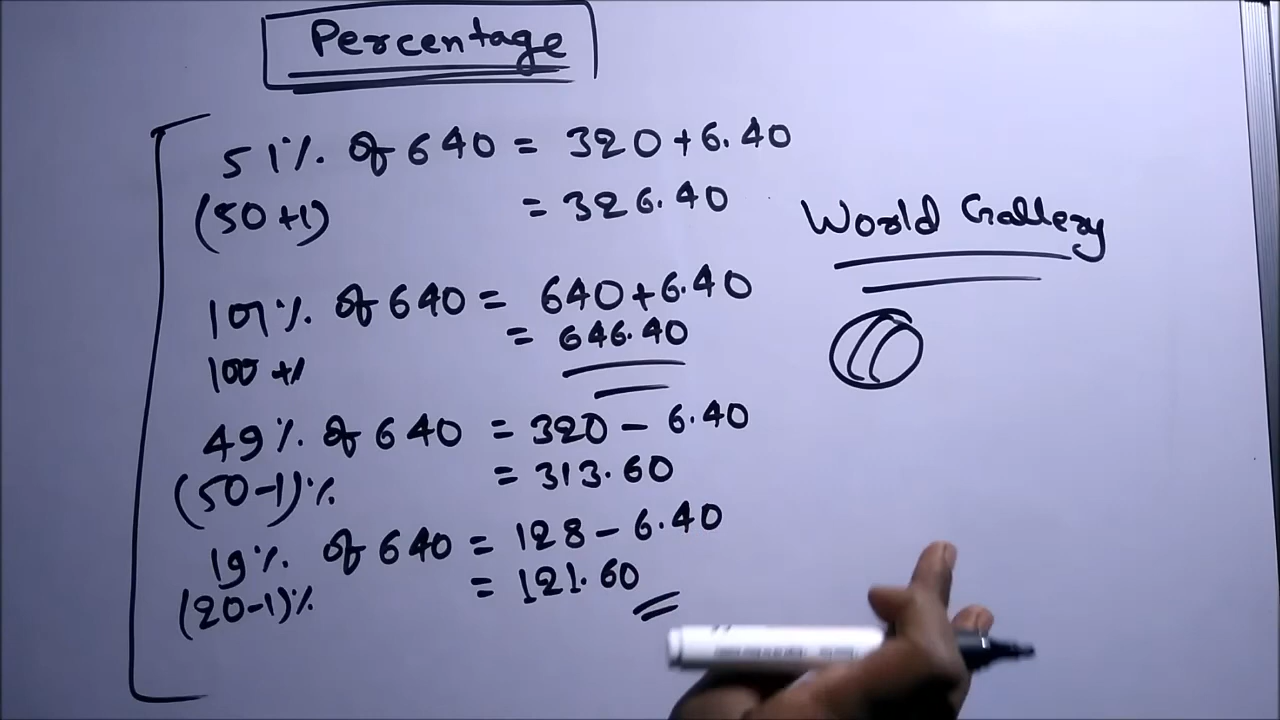 Percentage
51% of 640 = 320+6.40
(50+1) = 326.40
World Gallery
101% of 640 = 640+6.40
= 646.40
100+1
49% of 640 = 320-6.40
(50-1)% = 313.60
19% of 640 = 128-6.40
(20-1)% = 121.60